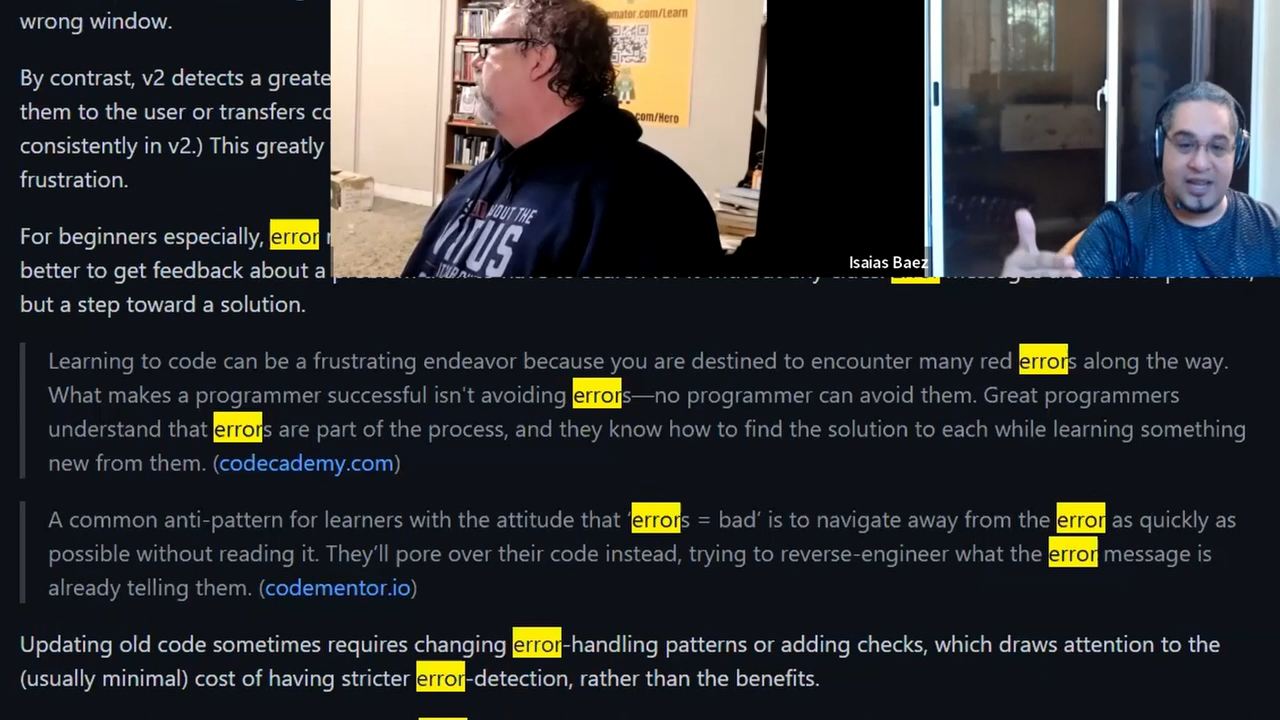 wrong window.
By contrast, v2 detects a greate
them to the user or transfers co
consistently in v2.) This greatly
frustration.
For beginners especially, error
better to get feedback about a
but a step toward a solution.
mator.com/Learn
com/Hero
OUT THE
VITUS
Isaias Baez
Learning to code can be a frustrating endeavor because you are destined to encounter many red errors along the way.
What makes a programmer successful isn't avoiding errors—no programmer can avoid them. Great programmers
understand that errors are part of the process, and they know how to find the solution to each while learning something
new from them. (codecademy.com)
A common anti-pattern for learners with the attitude that ‘errors = bad’ is to navigate away from the error as quickly as
possible without reading it. They’ll pore over their code instead, trying to reverse-engineer what the error message is
already telling them. (codementor.io)
Updating old code sometimes requires changing error-handling patterns or adding checks, which draws attention to the
(usually minimal) cost of having stricter error-detection, rather than the benefits.